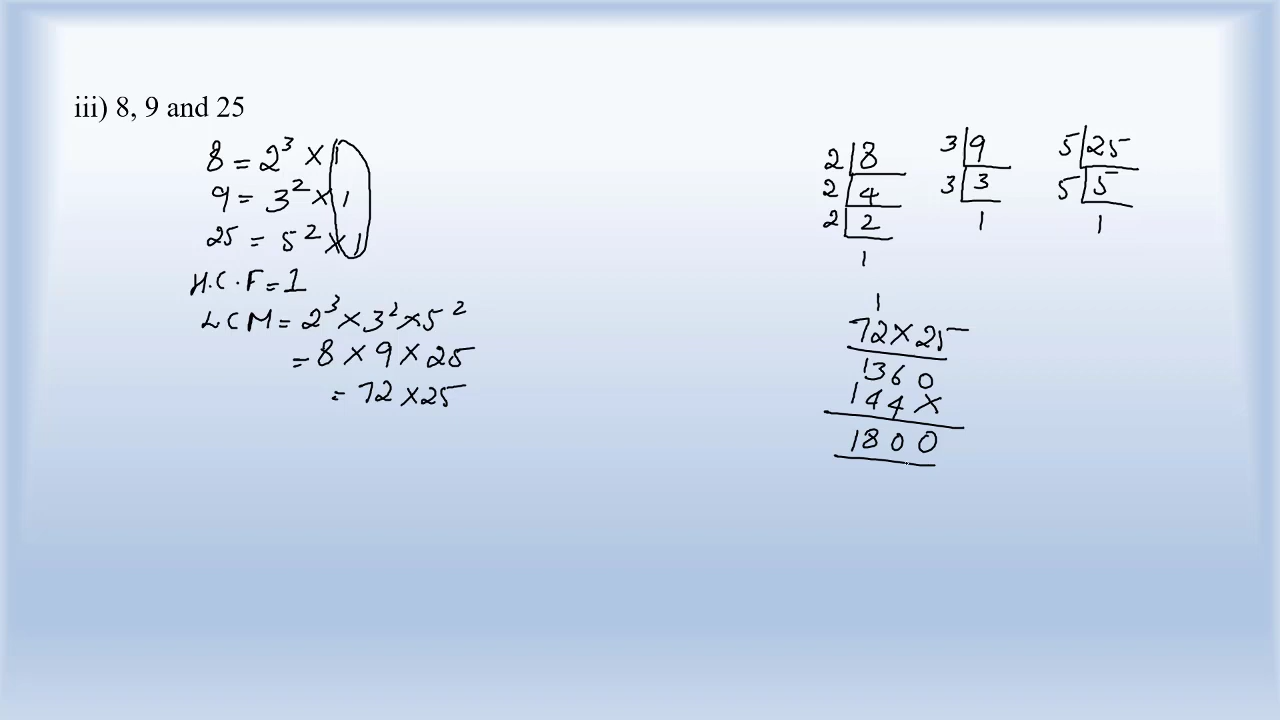 iii) 8, 9 and 25
8 = 2³ × 1
9 = 3² × 1
25 = 5² × 1
H.C.F = 1
LCM = 2³ × 3² × 5²
= 8 × 9 × 25
= 72 × 25
2 | 8
2 | 4
2 | 2
1
3 | 9
3 | 3
1
5 | 25
5 | 5
1
1
72 × 25
1
360
144×
1800